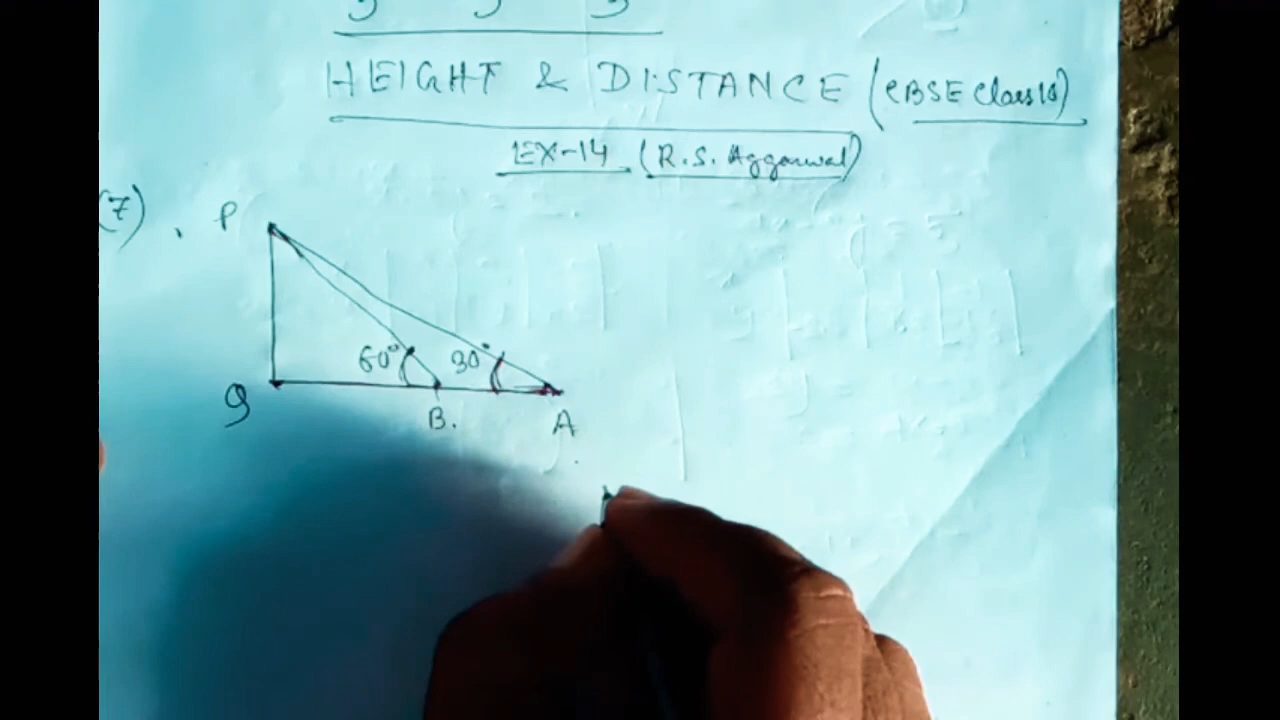 HEIGHT & DISTANCE (CBSE Class 10)
EX-14 (R.S. Aggarwal)
(7).
P
60° 30°
Q
B. A